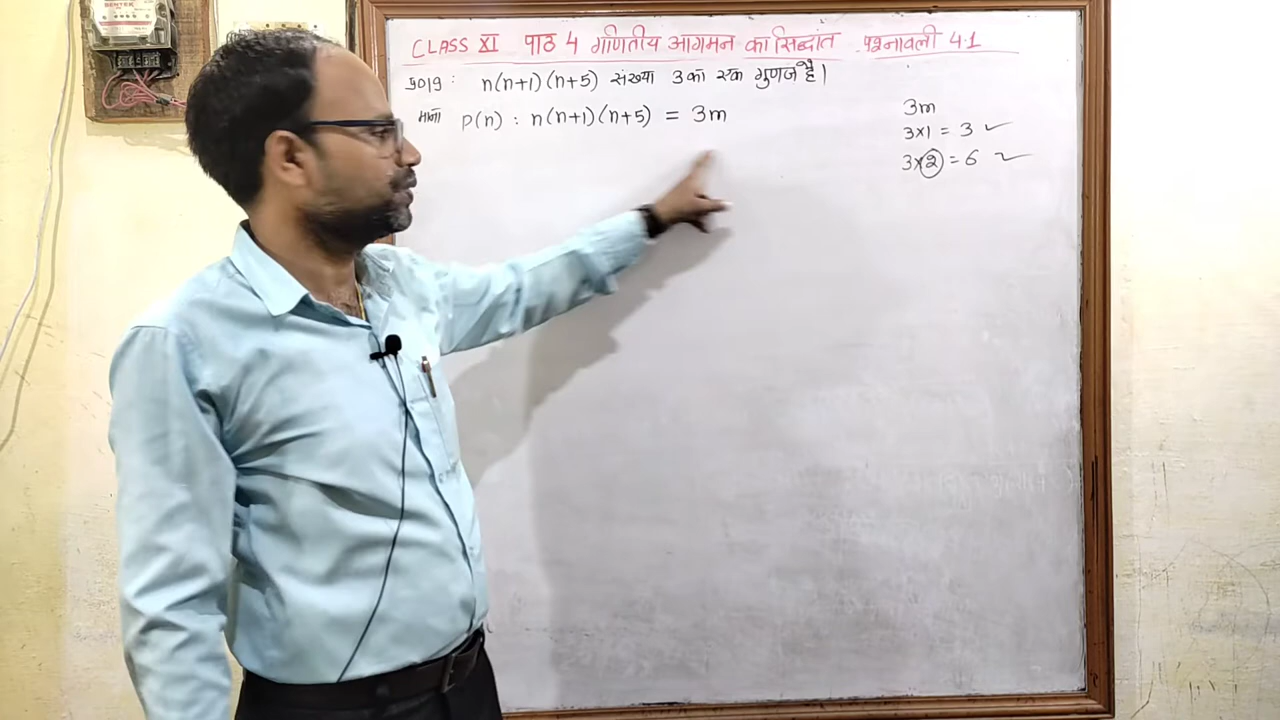 CLASS XI पाठ 4 गणितीय आगमन का सिद्धांत प्रश्नावली 4.1
प्र०19: n(n+1)(n+5) संख्या 3 का एक गुणज है।
माना P(n) : n(n+1)(n+5) = 3m
3m
3×1 = 3 ✓
3×2 = 6 ✓